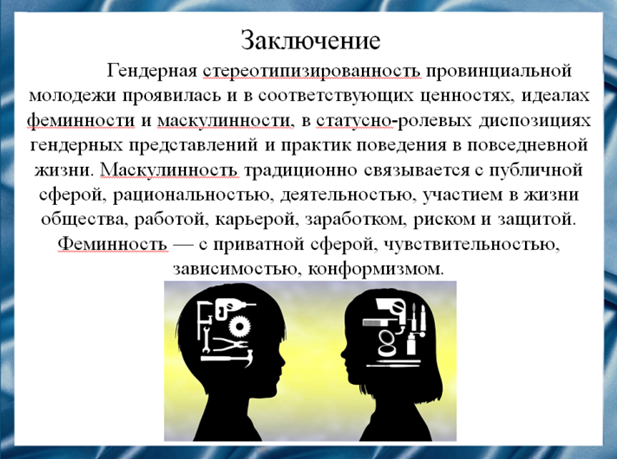 Заключение
Гендерная стереотипизированность провинциальной
молодежи проявилась и в соответствующих ценностях, идеалах
феминности и маскулинности, в статусно-ролевых диспозициях
гендерных представлений и практик поведения в повседневной
жизни. Маскулинность традиционно связывается с публичной
сферой, рациональностью, деятельностью, участием в жизни
общества, работой, карьерой, заработком, риском и защитой.
Феминность — с приватной сферой, чувствительностью,
зависимостью, конформизмом.